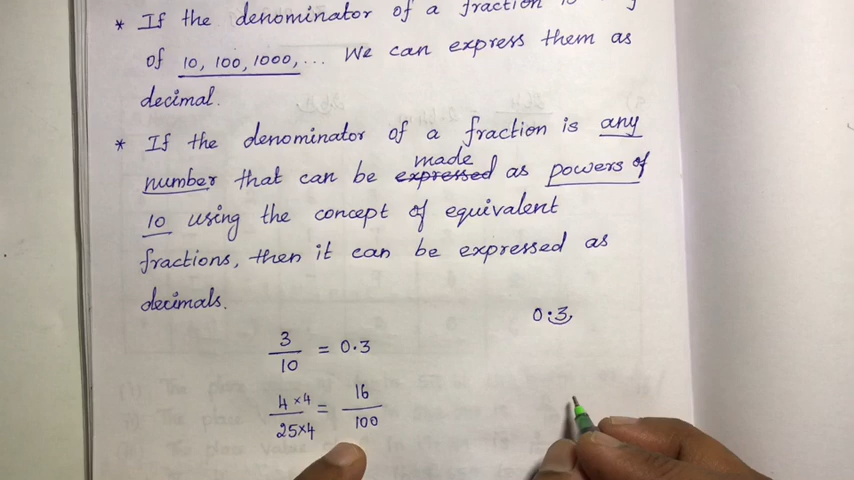 * If the denominator of a fraction is
of 10, 100, 1000,... We can express them as
decimal.
* If the denominator of a fraction is any
made
number that can be expressed as powers of
10 using the concept of equivalent
fractions, then it can be expressed as
decimals.
0.3
3/10 = 0.3
4×4/25×4 = 16/100